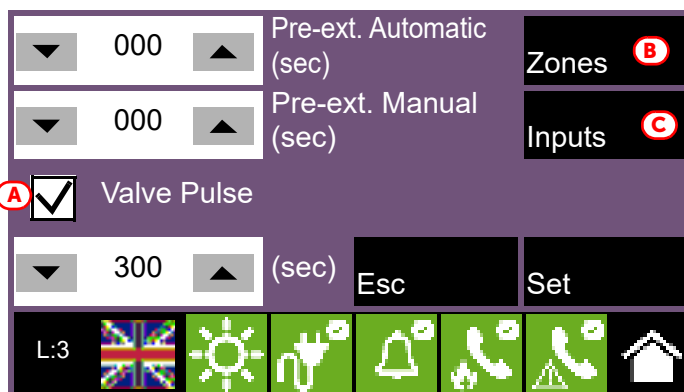 000
Pre-ext. Automatic
(sec)
Zones
B
000
Pre-ext. Manual
(sec)
Inputs
C
A
Valve Pulse
300
(sec)
Esc
Set
L:3